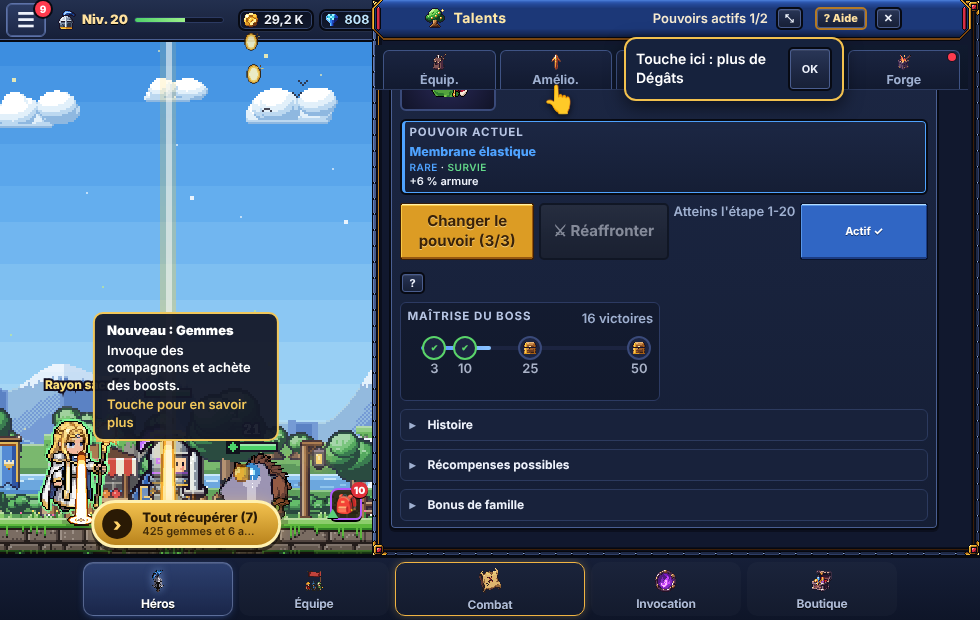 9
Niv. 20
29,2 K
808
Talents
Pouvoirs actifs 1/2
? Aide
Équip.
Amélio.
Touche ici : plus de
Dégâts
OK
Forge
POUVOIR ACTUEL
Membrane élastique
RARE · SURVIE
+6 % armure
Changer le
pouvoir (3/3)
Réaffronter
Atteins l'étape 1-20
Actif ✓
?
MAÎTRISE DU BOSS
16 victoires
3
10
25
50
Histoire
Récompenses possibles
Bonus de famille
Nouveau : Gemmes
Invoque des
compagnons et achète
des boosts.
Touche pour en savoir
plus
Rayon
10
Tout récupérer (7)
425 gemmes et 6 a...
Héros
Équipe
Combat
Invocation
Boutique